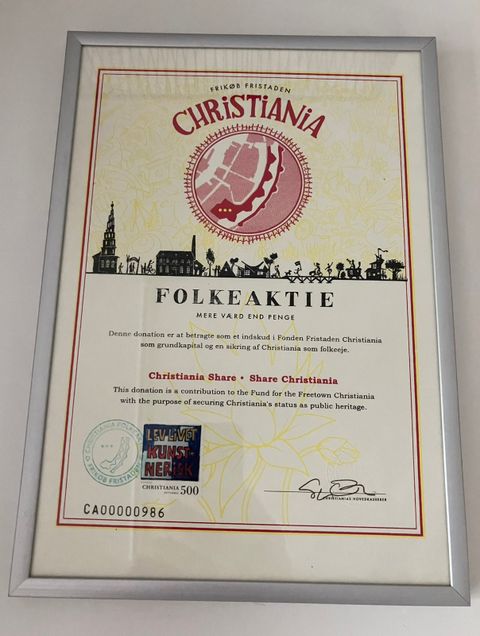 FRIKØB FRISTADEN
CHRiSTiANiA
FOLKEAKTIE
MERE VÆRD END PENGE
Denne donation er at betragte som et indskud i Fonden Fristaden Christiania
som grundkapital og en sikring af Christiania som folkeeje.
Christiania Share • Share Christiania
This donation is a contribution to the Fund for the Freetown Christiania
with the purpose of securing Christiania's status as public heritage.
CHRISTIANIA
FRIKØB FRISTADEN
LEV LiVET
KUNST-
NERiSK
CHRISTIANIA 500
CHRISTIANIAS HOVEDKASSERER
CA00000986